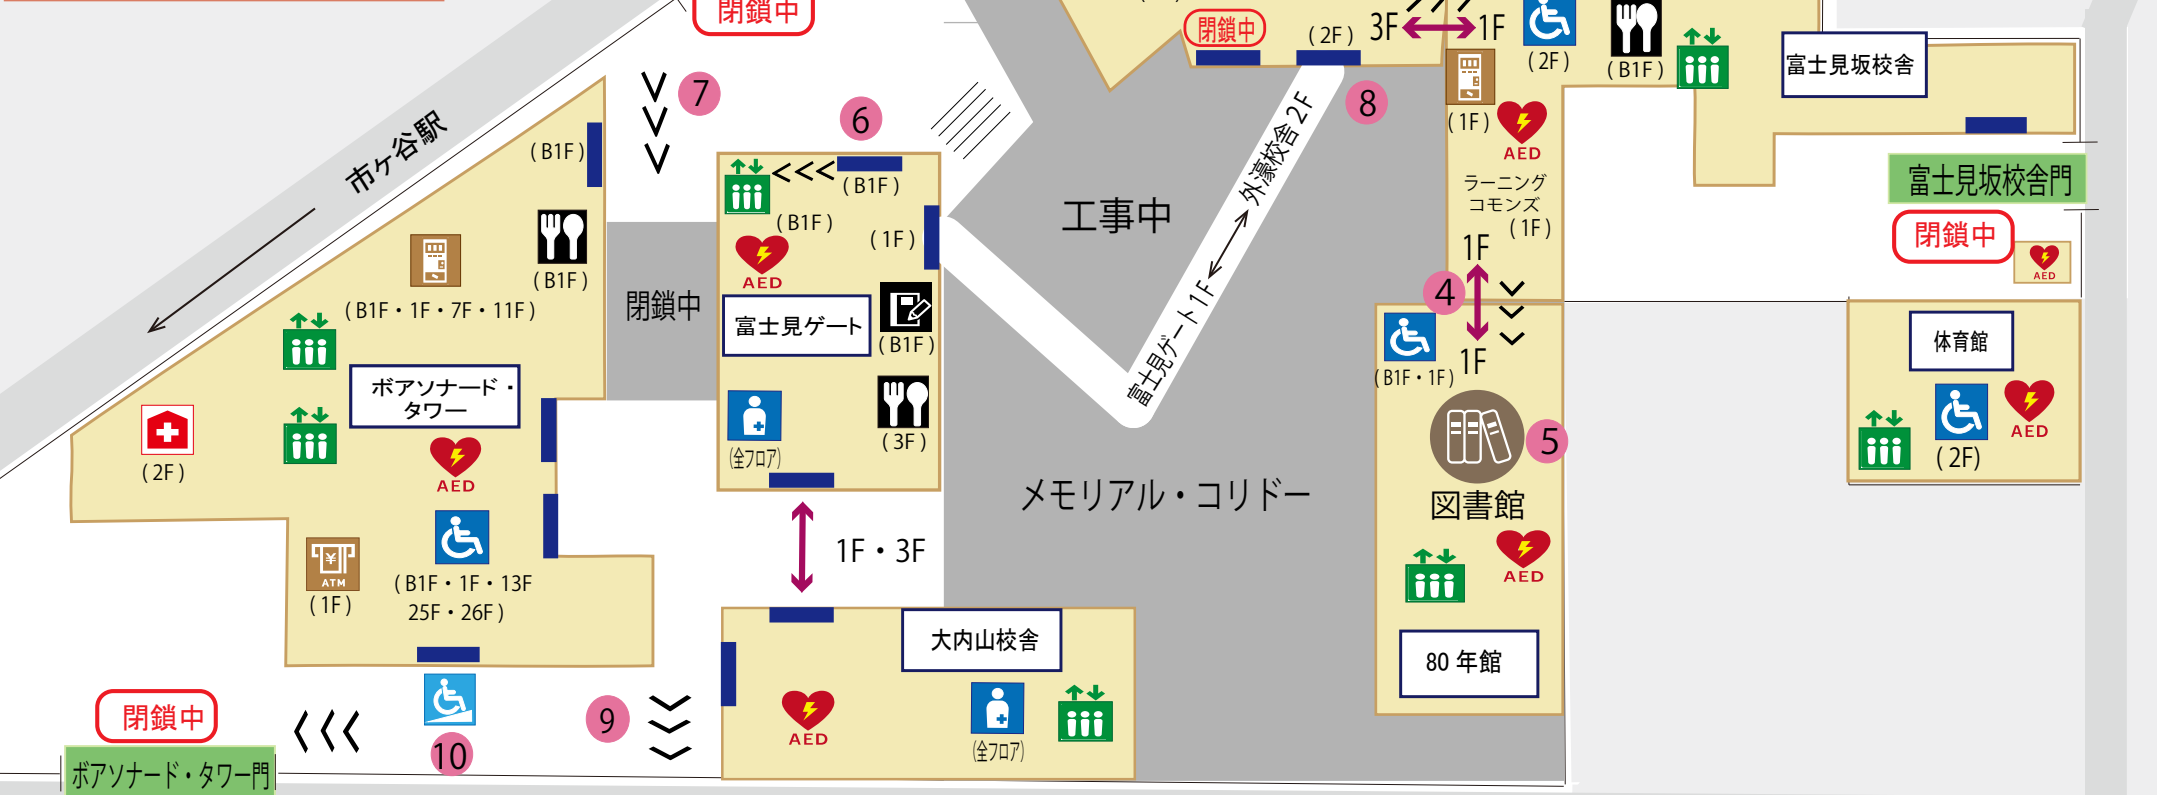 閉鎖中
閉鎖中
(2F)
3F
1F
(2F)
(B1F)
富士見坂校舎
7
6
8
(1F)
AED
市ヶ谷駅
(B1F)
(B1F)
(B1F)
(1F)
外濠校舎 2F
富士見ゲート 1F
工事中
ラーニング
コモンズ
(1F)
富士見坂校舎門
閉鎖中
AED
AED
(B1F)
(B1F・1F・7F・11F)
閉鎖中
富士見ゲート
(B1F)
1F
4
1F
(B1F・1F)
体育館
ボアソナード・
タワー
(2F)
AED
(全フロア)
(3F)
5
図書館
AED
(2F)
AED
メモリアル・コリドー
¥
ATM
(1F)
(B1F・1F・13F
25F・26F)
1F・3F
AED
大内山校舎
80 年館
AED
(全フロア)
9
10
閉鎖中
ボアソナード・タワー門